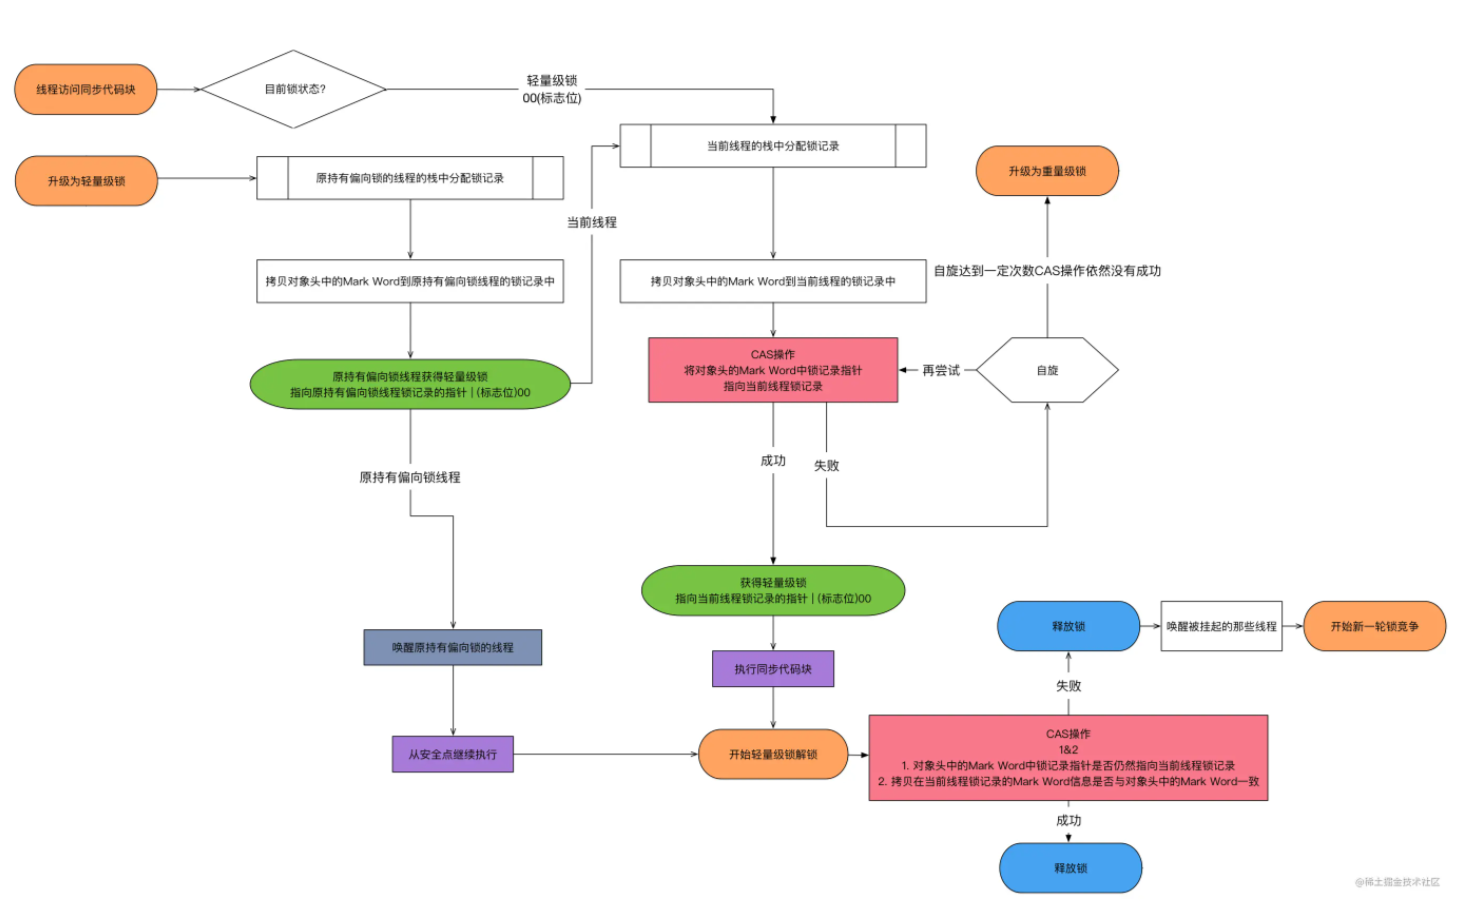 线程访问同步代码块
目前锁状态?
轻量级锁
00(标志位)
当前线程的栈中分配锁记录
升级为轻量级锁
原持有偏向锁的线程的栈中分配锁记录
升级为重量级锁
当前线程
自旋达到一定次数CAS操作依然没有成功
拷贝对象头中的Mark Word到原持有偏向锁线程的锁记录中
拷贝对象头中的Mark Word到当前线程的锁记录中
CAS操作
将对象头的Mark Word中锁记录指针
指向当前线程锁记录
再尝试
自旋
原持有偏向锁线程获得轻量级锁
指向原持有偏向锁线程锁记录的指针 | (标志位)00
成功
失败
原持有偏向锁线程
获得轻量级锁
指向当前线程锁记录的指针 | (标志位)00
释放锁
唤醒被挂起的那些线程
开始新一轮锁竞争
唤醒原持有偏向锁的线程
执行同步代码块
失败
从安全点继续执行
开始轻量级锁解锁
CAS操作
1&2
1. 对象头中的Mark Word中锁记录指针是否仍然指向当前线程锁记录
2. 拷贝在当前线程锁记录的Mark Word信息是否与对象头中的Mark Word一致
成功
释放锁
@稀土掘金技术社区